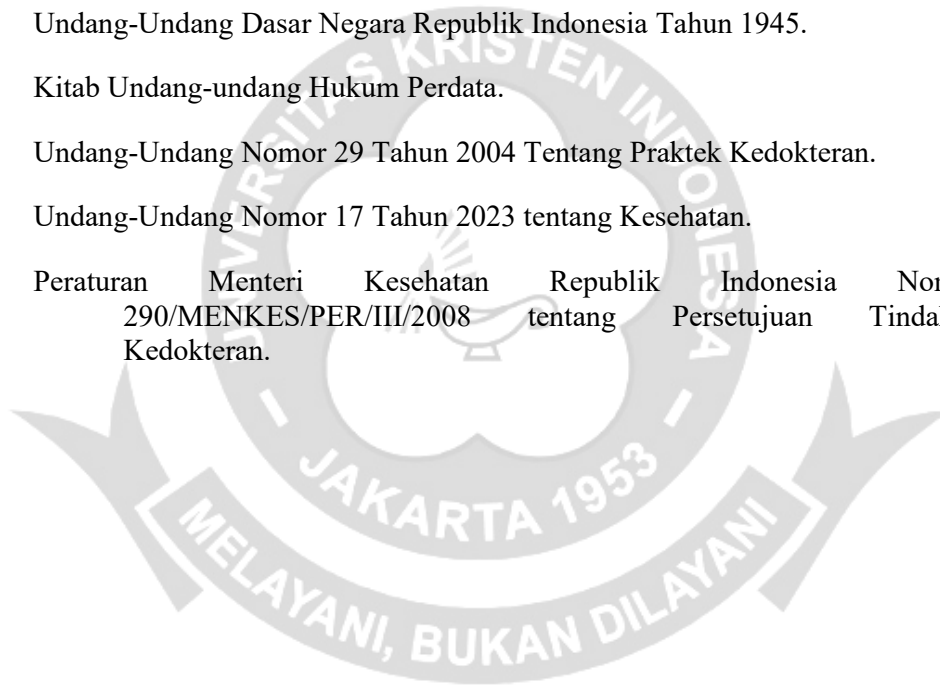 Undang-Undang Dasar Negara Republik Indonesia Tahun 1945.
Kitab Undang-undang Hukum Perdata.
Undang-Undang Nomor 29 Tahun 2004 Tentang Praktek Kedokteran.
Undang-Undang Nomor 17 Tahun 2023 tentang Kesehatan.
Peraturan Menteri Kesehatan Republik Indonesia
290/MENKES/PER/III/2008 tentang Persetujuan
Kedokteran.
UNIVERSITAS KRISTEN INDONESIA
JAKARTA 1953
MELAYANI, BUKAN DILAYANI